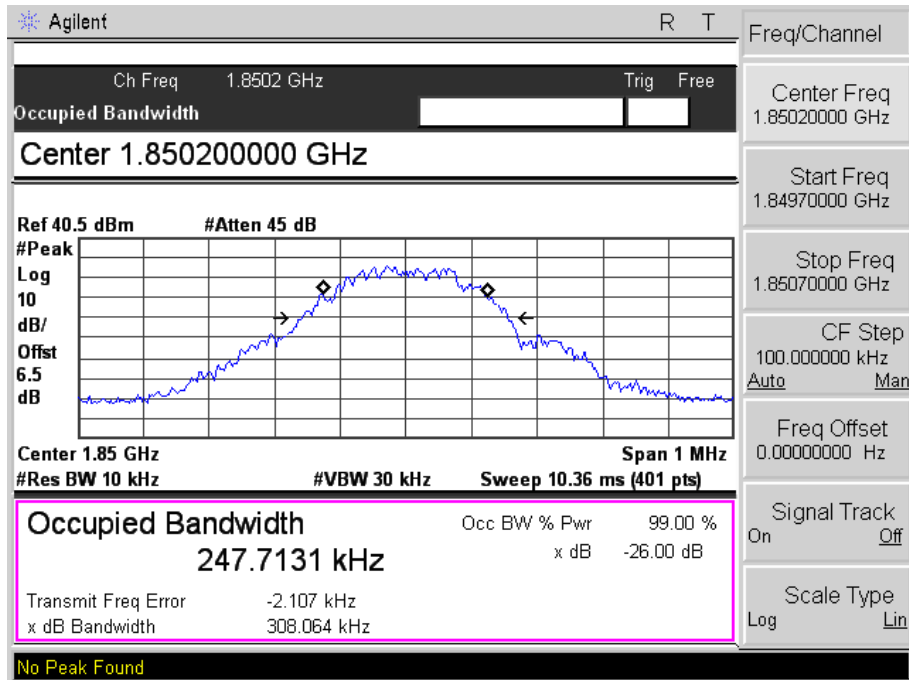 Agilent R T
Ch Freq 1.8502 GHz Trig Free
Occupied Bandwidth
Center 1.850200000 GHz
Ref 40.5 dBm #Atten 45 dB
#Peak
Log
10
dB/
Offst
6.5
dB
Center 1.85 GHz Span 1 MHz
#Res BW 10 kHz #VBW 30 kHz Sweep 10.36 ms (401 pts)
Occupied Bandwidth
247.7131 kHz
Occ BW % Pwr 99.00 %
x dB -26.00 dB
Transmit Freq Error -2.107 kHz
x dB Bandwidth 308.064 kHz
No Peak Found
Freq/Channel
Center Freq
1.85020000 GHz
Start Freq
1.84970000 GHz
Stop Freq
1.85070000 GHz
CF Step
100.000000 kHz
Auto Man
Freq Offset
0.00000000 Hz
Signal Track
On Off
Scale Type
Log Lin